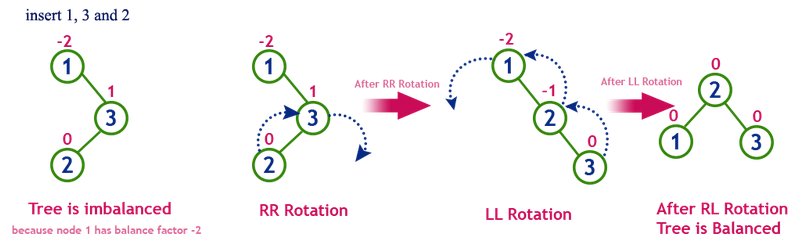 insert 1, 3 and 2
-2
1
1
3
0
2
Tree is imbalanced
because node 1 has balance factor -2
-2
1
1
3
0
2
RR Rotation
After RR Rotation
-2
1
-1
2
0
3
LL Rotation
After LL Rotation
0
2
0
1
0
3
After RL Rotation
Tree is Balanced